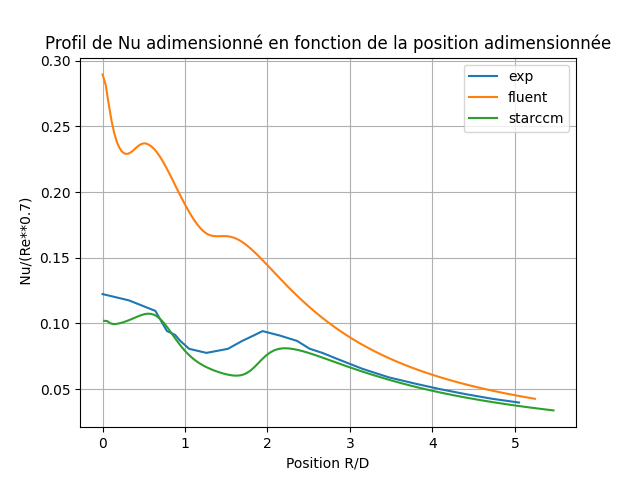 Profil de Nu adimensionné en fonction de la position adimensionnée
exp
fluent
starccm
Nu/(Re**0.7)
0.30
0.25
0.20
0.15
0.10
0.05
0 1 2 3 4 5
Position R/D